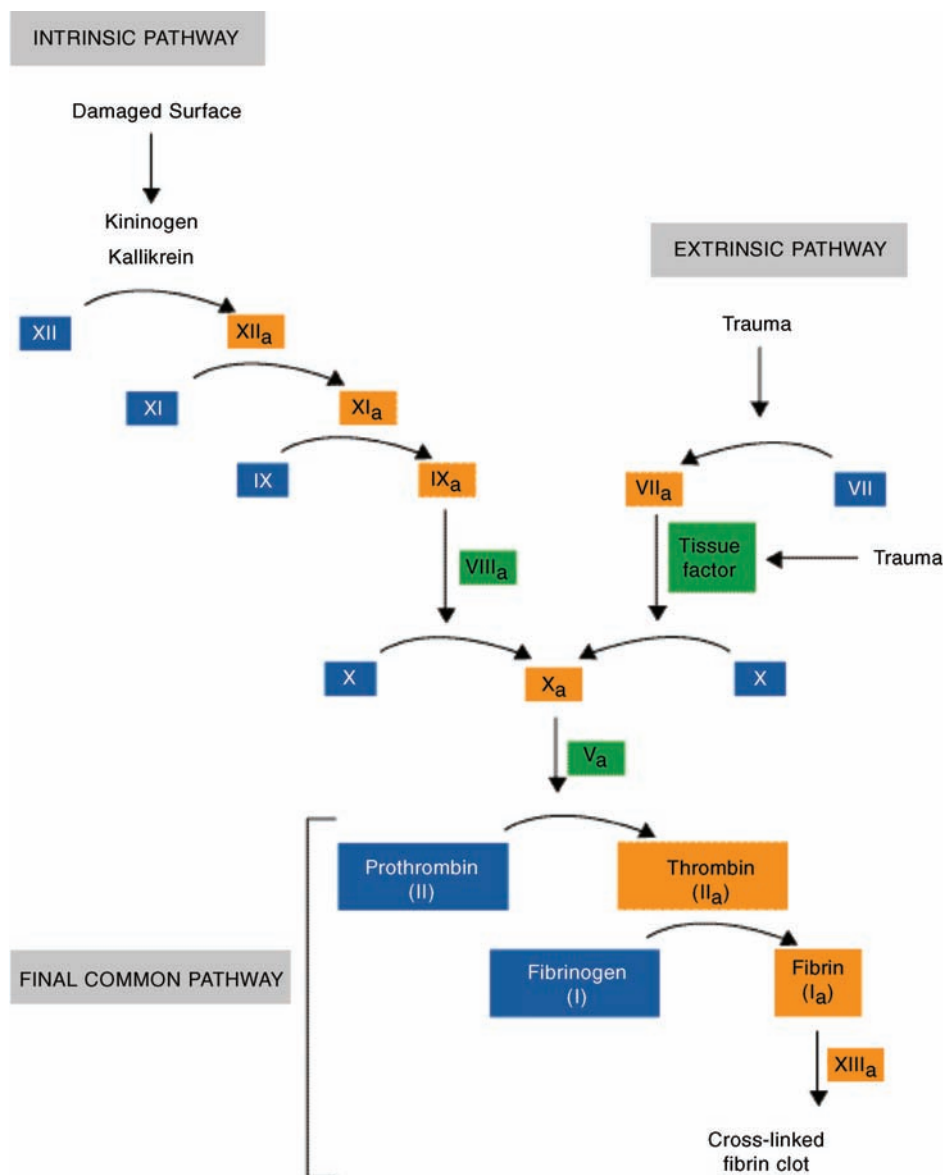 INTRINSIC PATHWAY
Damaged Surface
Kininogen
Kallikrein
EXTRINSIC PATHWAY
Trauma
XII
XIIa
XI
XIa
IX
IXa
VIIa
VII
VIIIa
Tissue
factor
Trauma
X
Xa
X
Va
Prothrombin
(II)
Thrombin
(IIa)
FINAL COMMON PATHWAY
Fibrinogen
(I)
Fibrin
(Ia)
XIIIa
Cross-linked
fibrin clot